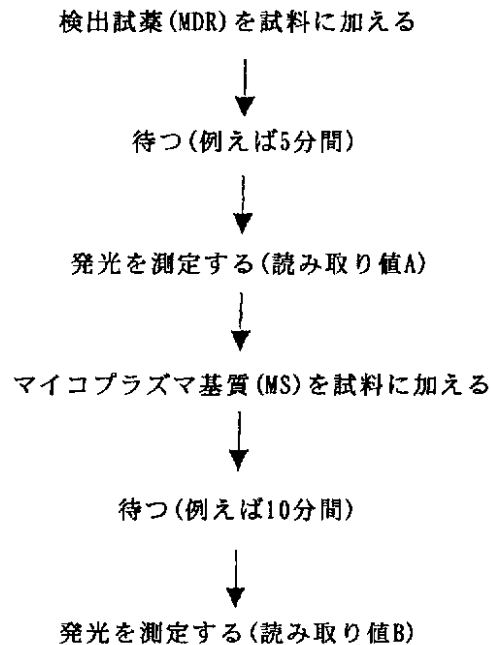 検出試薬(MDR)を試料に加える
待つ(例えば5分間)
発光を測定する(読み取り値A)
マイコプラズマ基質(MS)を試料に加える
待つ(例えば10分間)
発光を測定する(読み取り値B)